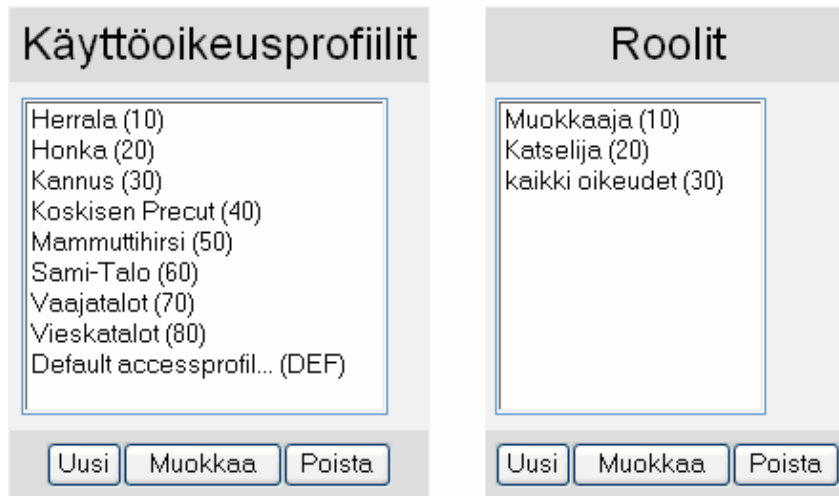 Käyttöoikeusprofiilit
Herrala (10)
Honka (20)
Kannus (30)
Koskisen Precut (40)
Mammuttihirsi (50)
Sami-Talo (60)
Vaajatalot (70)
Vieskatalot (80)
Default accessprofil... (DEF)
Uusi Muokkaa Poista
Roolit
Muokkaaja (10)
Katselija (20)
kaikki oikeudet (30)
Uusi Muokkaa Poista